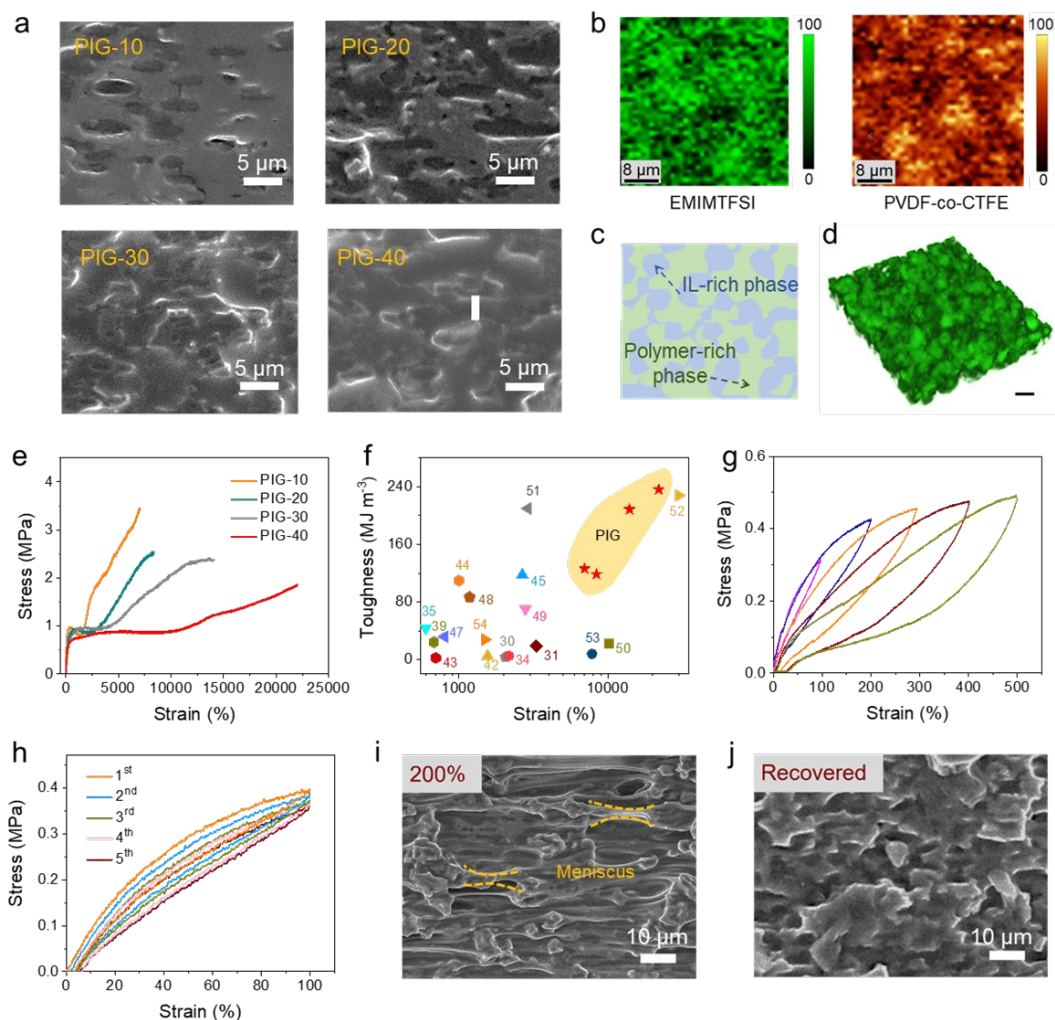 a
PIG-10
5 µm
PIG-20
5 µm
PIG-30
5 µm
PIG-40
5 µm
b
100
0
8 µm
EMIMTFSI
100
0
8 µm
PVDF-co-CTFE
c
IL-rich phase
Polymer-rich
phase
d
e
Stress (MPa)
4
3
2
1
0
PIG-10
PIG-20
PIG-30
PIG-40
0 5000 10000 15000 20000 25000
Strain (%)
f
Toughness (MJ m⁻³)
240
160
80
0
51
PIG
52
44
45
48
49
35
39
47
54
30
53
50
43
42
34
31
1000 10000
Strain (%)
g
Stress (MPa)
0.6
0.4
0.2
0.0
0 100 200 300 400 500
Strain (%)
h
Stress (MPa)
0.4
0.3
0.2
0.1
0.0
1st
2nd
3rd
4th
5th
0 20 40 60 80 100
Strain (%)
i
200%
Meniscus
10 µm
j
Recovered
10 µm